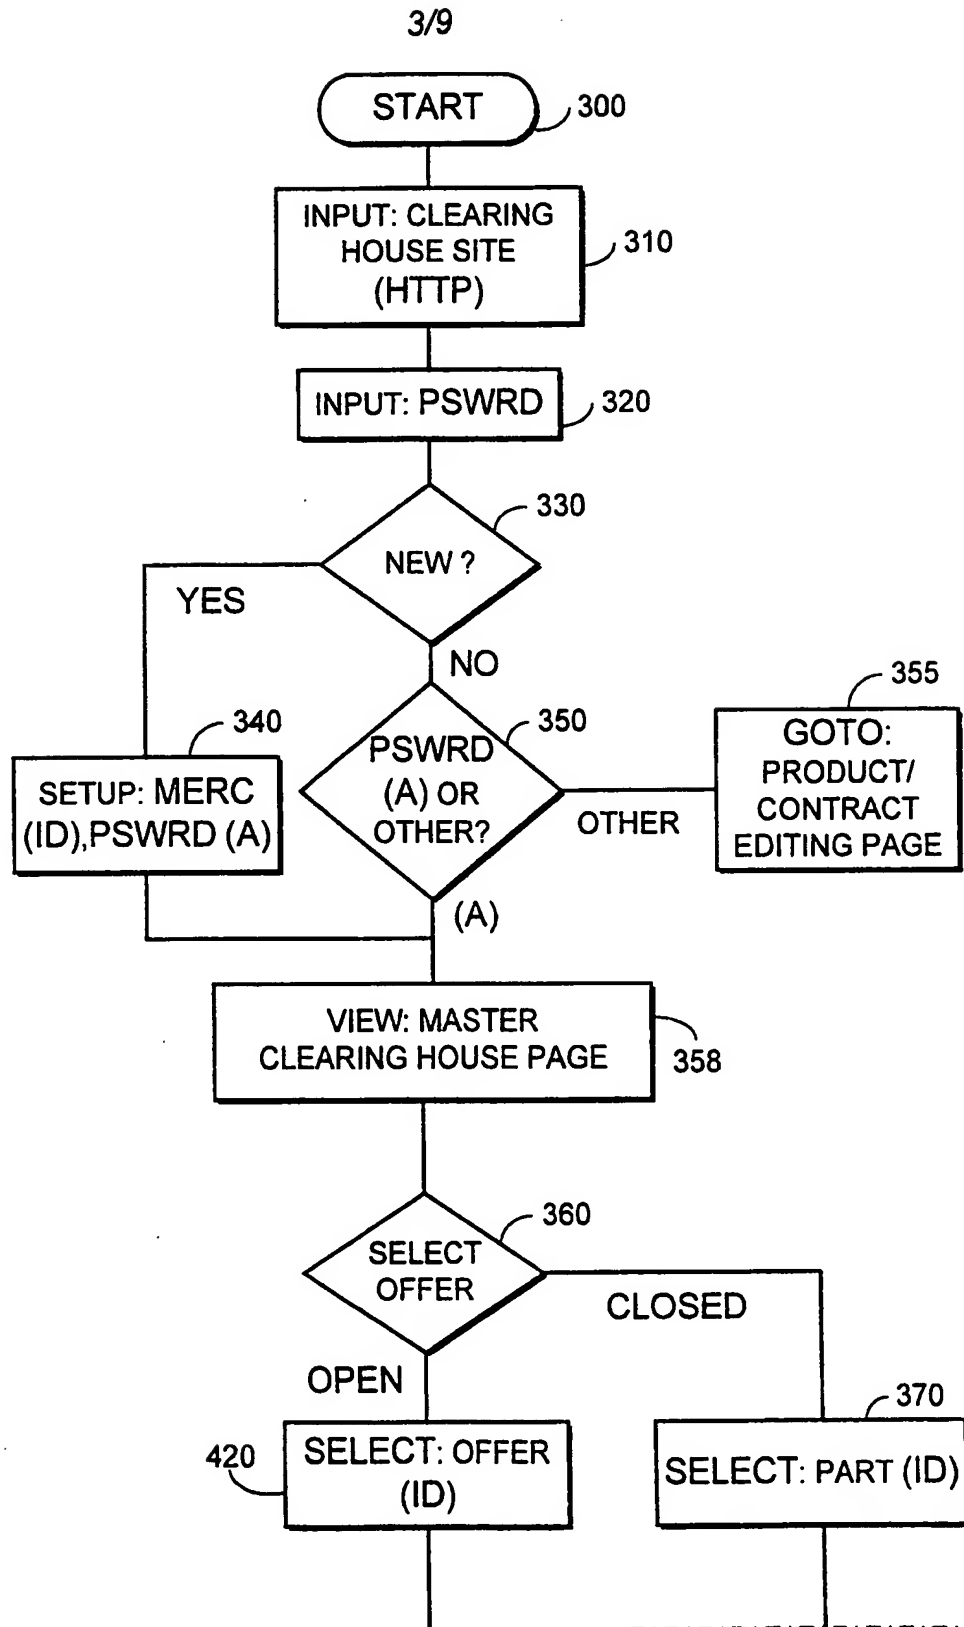 3/9
START
300
INPUT: CLEARING
HOUSE SITE
(HTTP)
310
INPUT: PSWRD
320
330
NEW ?
YES
NO
340
SETUP: MERC
(ID),PSWRD (A)
350
PSWRD
(A) OR
OTHER?
OTHER
355
GOTO:
PRODUCT/
CONTRACT
EDITING PAGE
(A)
VIEW: MASTER
CLEARING HOUSE PAGE
358
360
SELECT
OFFER
CLOSED
OPEN
420
SELECT: OFFER
(ID)
370
SELECT: PART (ID)